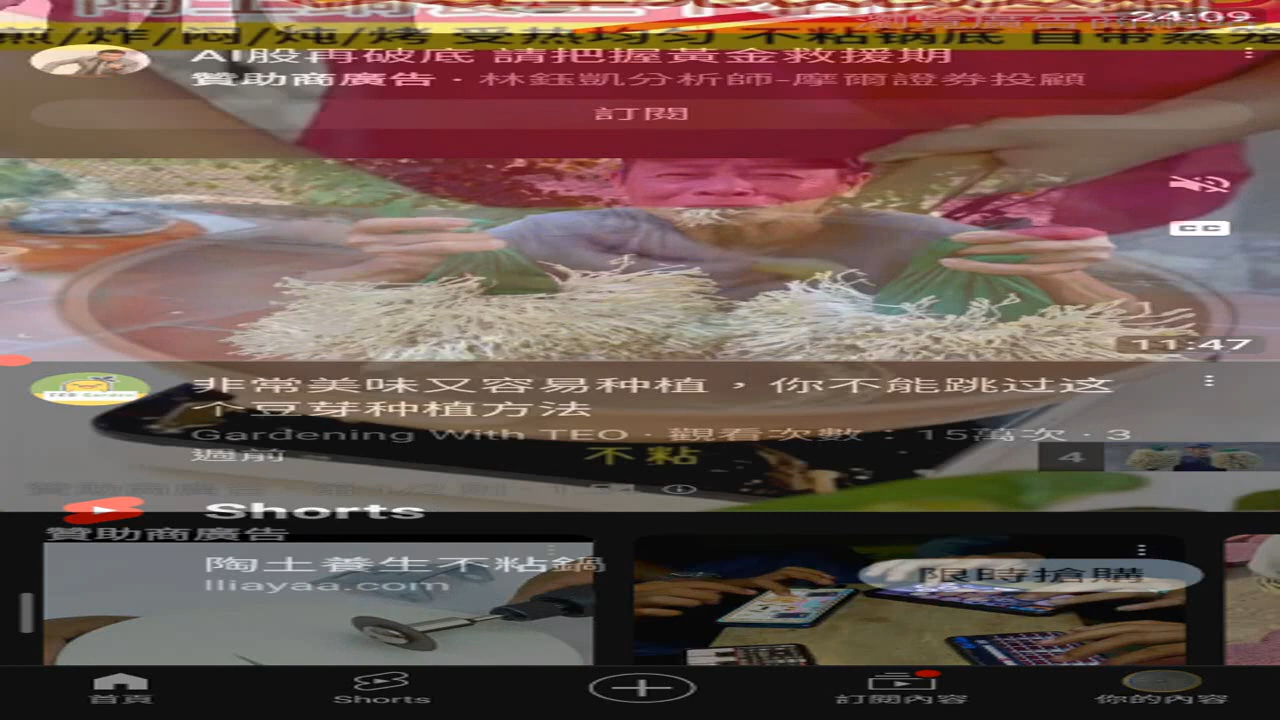 24:09
煎/炸/闷/炖/烤 受热均匀 不粘锅底 自带蒸笼
AI股再破底 請把握黃金救援期
贊助商廣告・林鈺凱分析師-摩爾證券投顧
訂閱
CC
11:47
非常美味又容易种植，你不能跳过这
个豆芽种植方法
Gardening With TEO・觀看次數：15萬次・3
週前
不粘
4
Shorts
贊助商廣告
陶土養生不粘鍋
lliayaa.com
限時搶購
首頁
Shorts
訂閱內容
你的內容